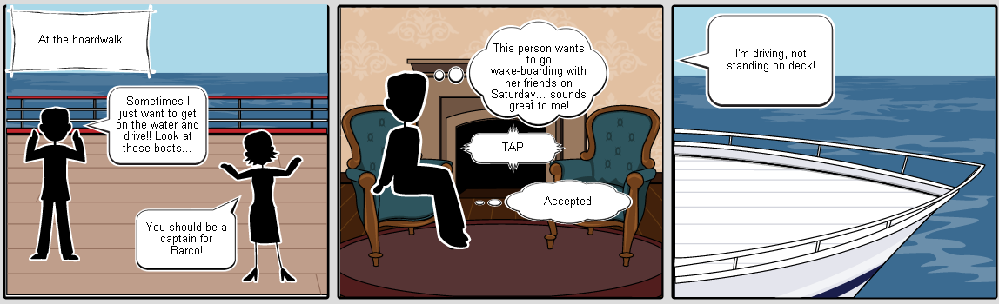 At the boardwalk
Sometimes I
just want to get
on the water and
drive!! Look at
those boats...
You should be a
captain for
Barco!
This person wants
to go
wake-boarding with
her friends on
Saturday... sounds
great to me!
TAP
Accepted!
I'm driving, not
standing on deck!